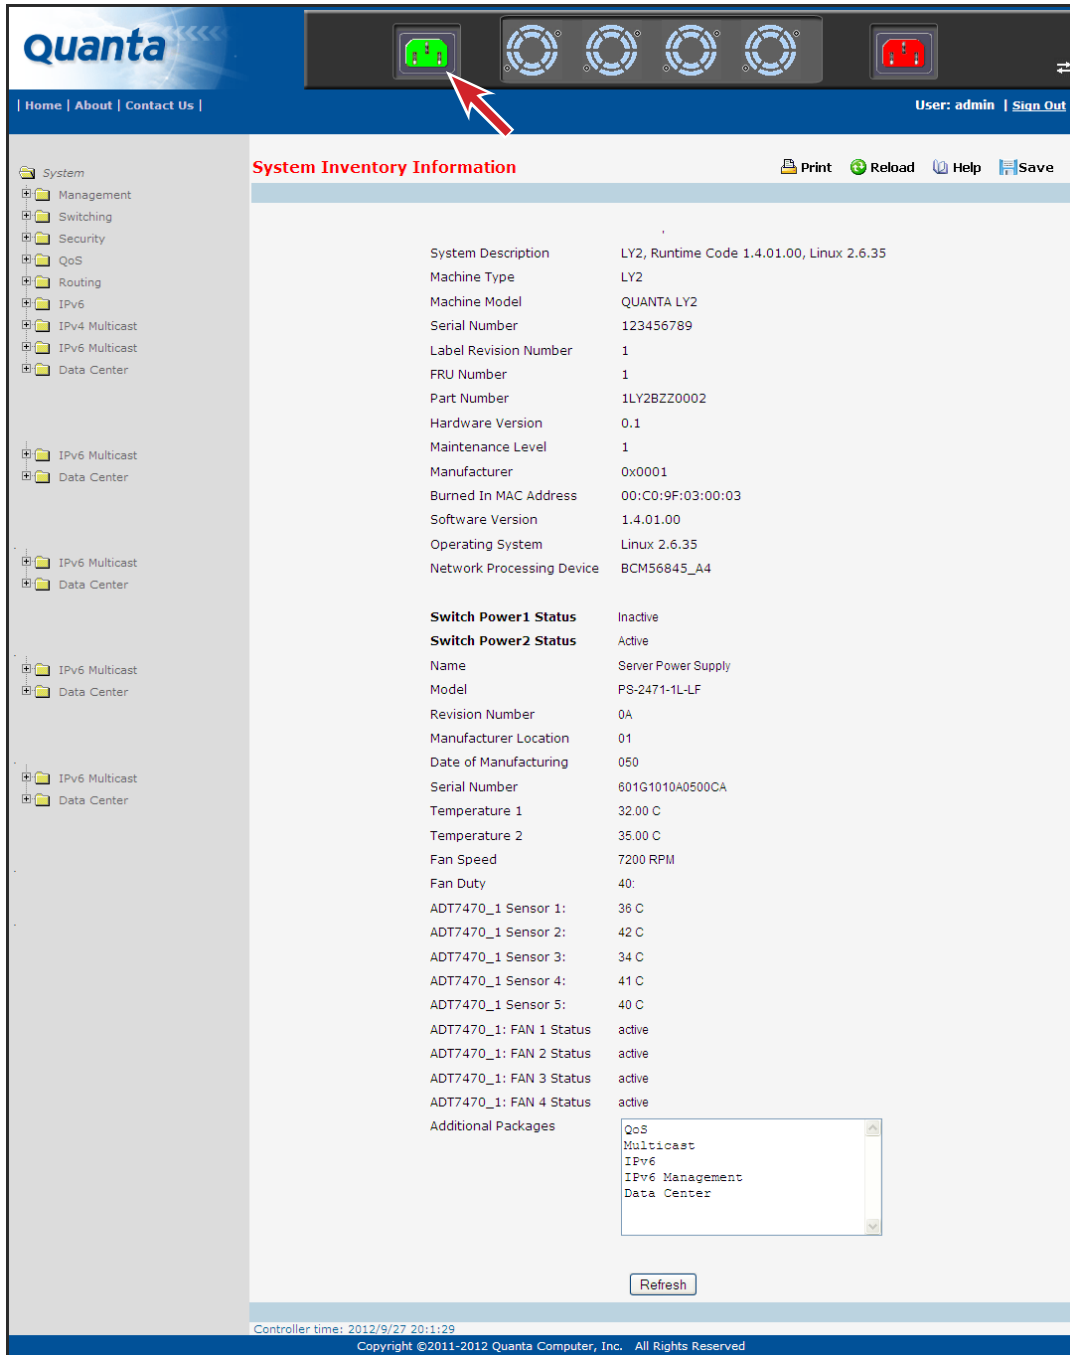 Quanta
| Home | About | Contact Us |
User: admin | Sign Out
System
Management
Switching
Security
QoS
Routing
IPv6
IPv4 Multicast
IPv6 Multicast
Data Center
IPv6 Multicast
Data Center
IPv6 Multicast
Data Center
IPv6 Multicast
Data Center
IPv6 Multicast
Data Center
System Inventory Information
Print Reload Help Save
System Description LY2, Runtime Code 1.4.01.00, Linux 2.6.35
Machine Type LY2
Machine Model QUANTA LY2
Serial Number 123456789
Label Revision Number 1
FRU Number 1
Part Number 1LY2BZZ0002
Hardware Version 0.1
Maintenance Level 1
Manufacturer 0x0001
Burned In MAC Address 00:C0:9F:03:00:03
Software Version 1.4.01.00
Operating System Linux 2.6.35
Network Processing Device BCM56845_A4
Switch Power1 Status Inactive
Switch Power2 Status Active
Name Server Power Supply
Model PS-2471-1L-LF
Revision Number 0A
Manufacturer Location 01
Date of Manufacturing 050
Serial Number 601G1010A0500CA
Temperature 1 32.00 C
Temperature 2 35.00 C
Fan Speed 7200 RPM
Fan Duty 40:
ADT7470_1 Sensor 1: 36 C
ADT7470_1 Sensor 2: 42 C
ADT7470_1 Sensor 3: 34 C
ADT7470_1 Sensor 4: 41 C
ADT7470_1 Sensor 5: 40 C
ADT7470_1: FAN 1 Status active
ADT7470_1: FAN 2 Status active
ADT7470_1: FAN 3 Status active
ADT7470_1: FAN 4 Status active
Additional Packages
QoS
Multicast
IPv6
IPv6 Management
Data Center
Refresh
Controller time: 2012/9/27 20:1:29
Copyright ©2011-2012 Quanta Computer, Inc. All Rights Reserved